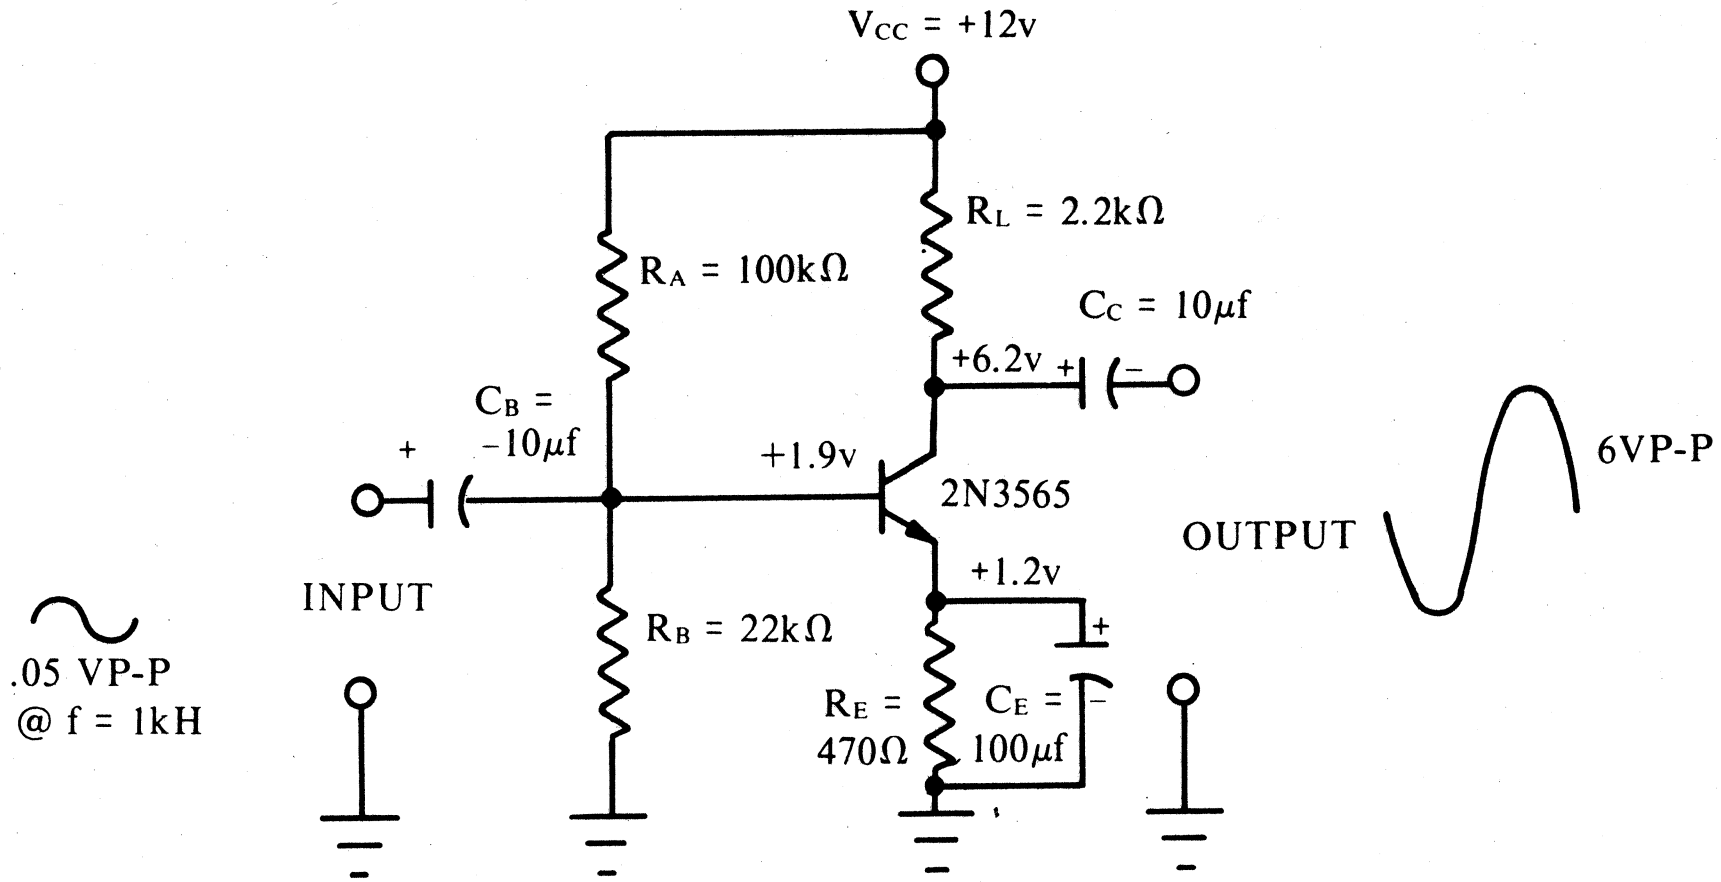 VCC = +12v
RL = 2.2kΩ
RA = 100kΩ
CC = 10μf
+6.2v + −
CB =
−10μf
+
+1.9v
2N3565
6VP-P
OUTPUT
+1.2v
INPUT
RB = 22kΩ
+
.05 VP-P
@ f = 1kH
RE =
470Ω
CE = −
100μf